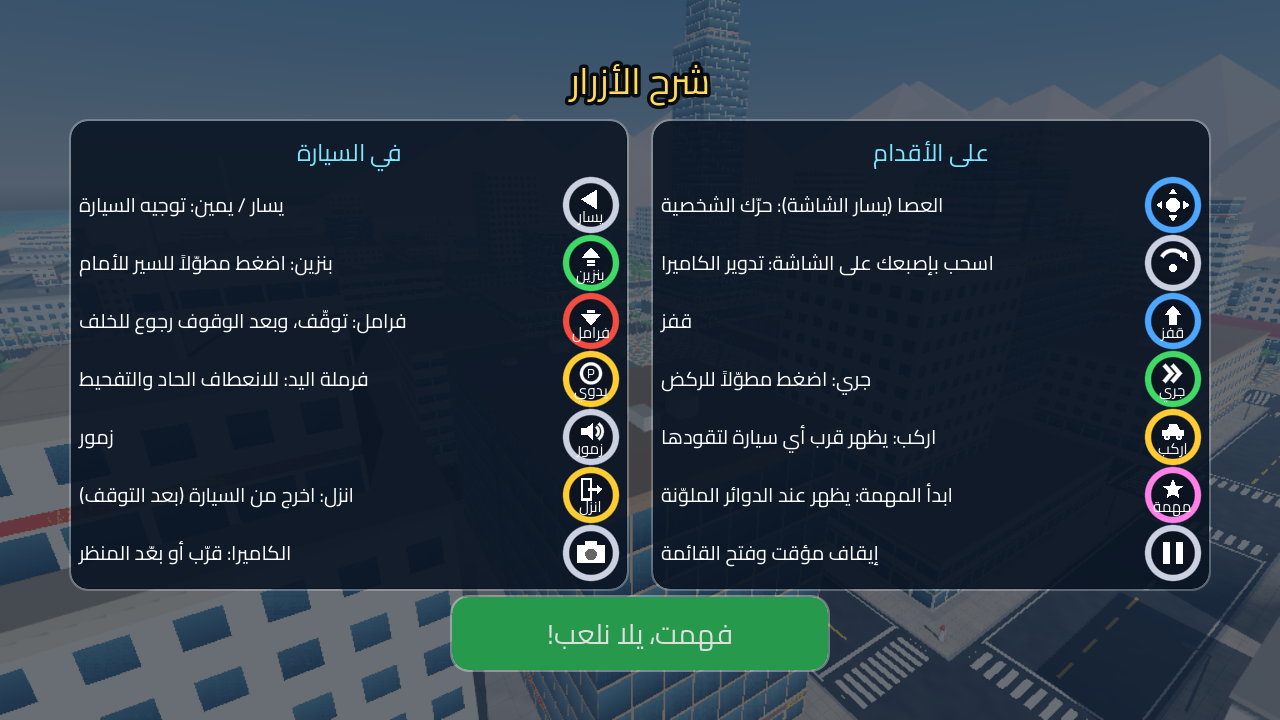 شرح الأزرار
على الأقدام
العصا (يسار الشاشة): حرّك الشخصية
اسحب بإصبعك على الشاشة: تدوير الكاميرا
قفز
قفز
جري
جري: اضغط مطوّلاً للركض
اركب
اركب: يظهر قرب أي سيارة لتقودها
مهمة
ابدأ المهمة: يظهر عند الدوائر الملوّنة
إيقاف مؤقت وفتح القائمة
في السيارة
يسار
يسار / يمين: توجيه السيارة
بنزين
بنزين: اضغط مطوّلاً للسير للأمام
فرامل
فرامل: توقّف، وبعد الوقوف رجوع للخلف
P
يدوي
فرملة اليد: للانعطاف الحاد والتفحيط
زمور
زمور
انزل
انزل: اخرج من السيارة (بعد التوقف)
الكاميرا: قرّب أو بعّد المنظر
فهمت، يلا نلعب!